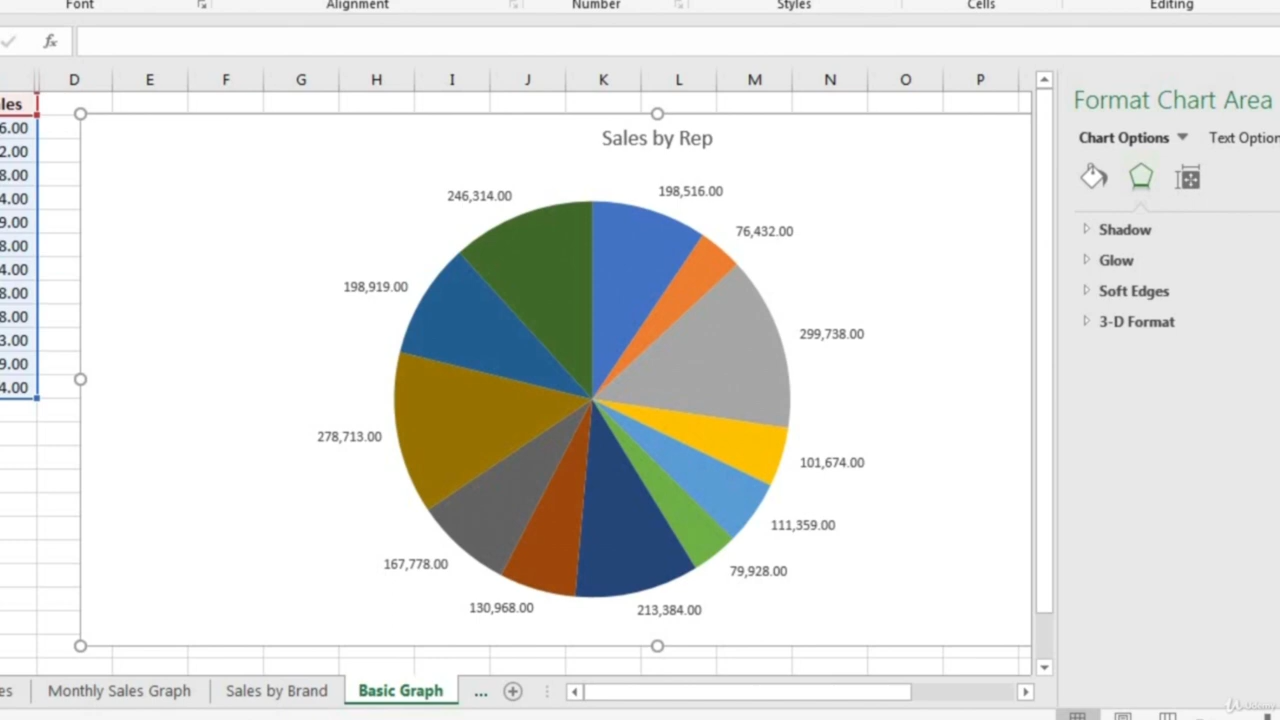 Font Alignment Number Styles Cells Editing
fx
D E F G H I J K L M N O P
les
6.00
2.00
8.00
4.00
9.00
8.00
4.00
8.00
8.00
3.00
9.00
4.00
Sales by Rep
246,314.00
198,516.00
76,432.00
198,919.00
299,738.00
278,713.00
101,674.00
111,359.00
167,778.00
79,928.00
130,968.00
213,384.00
Format Chart Area
Chart Options Text Option
Shadow
Glow
Soft Edges
3-D Format
es Monthly Sales Graph Sales by Brand Basic Graph ...
Udemy